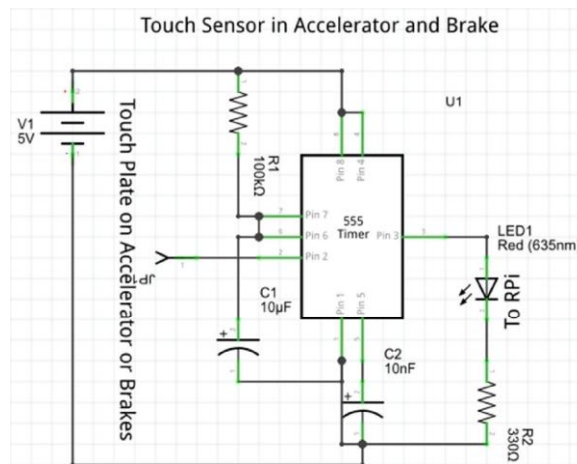 Touch Sensor in Accelerator and Brake
U1
V1
5V
Touch Plate on Accelerator or Brakes
R1
100kΩ
Pin 8
Pin 4
Pin 7
Pin 6
Pin 2
555
Timer
Pin 3
LED1
Red (635nm
JP1
To RPi
C1
10µF
Pin 1
Pin 5
C2
10nF
R2
330Ω